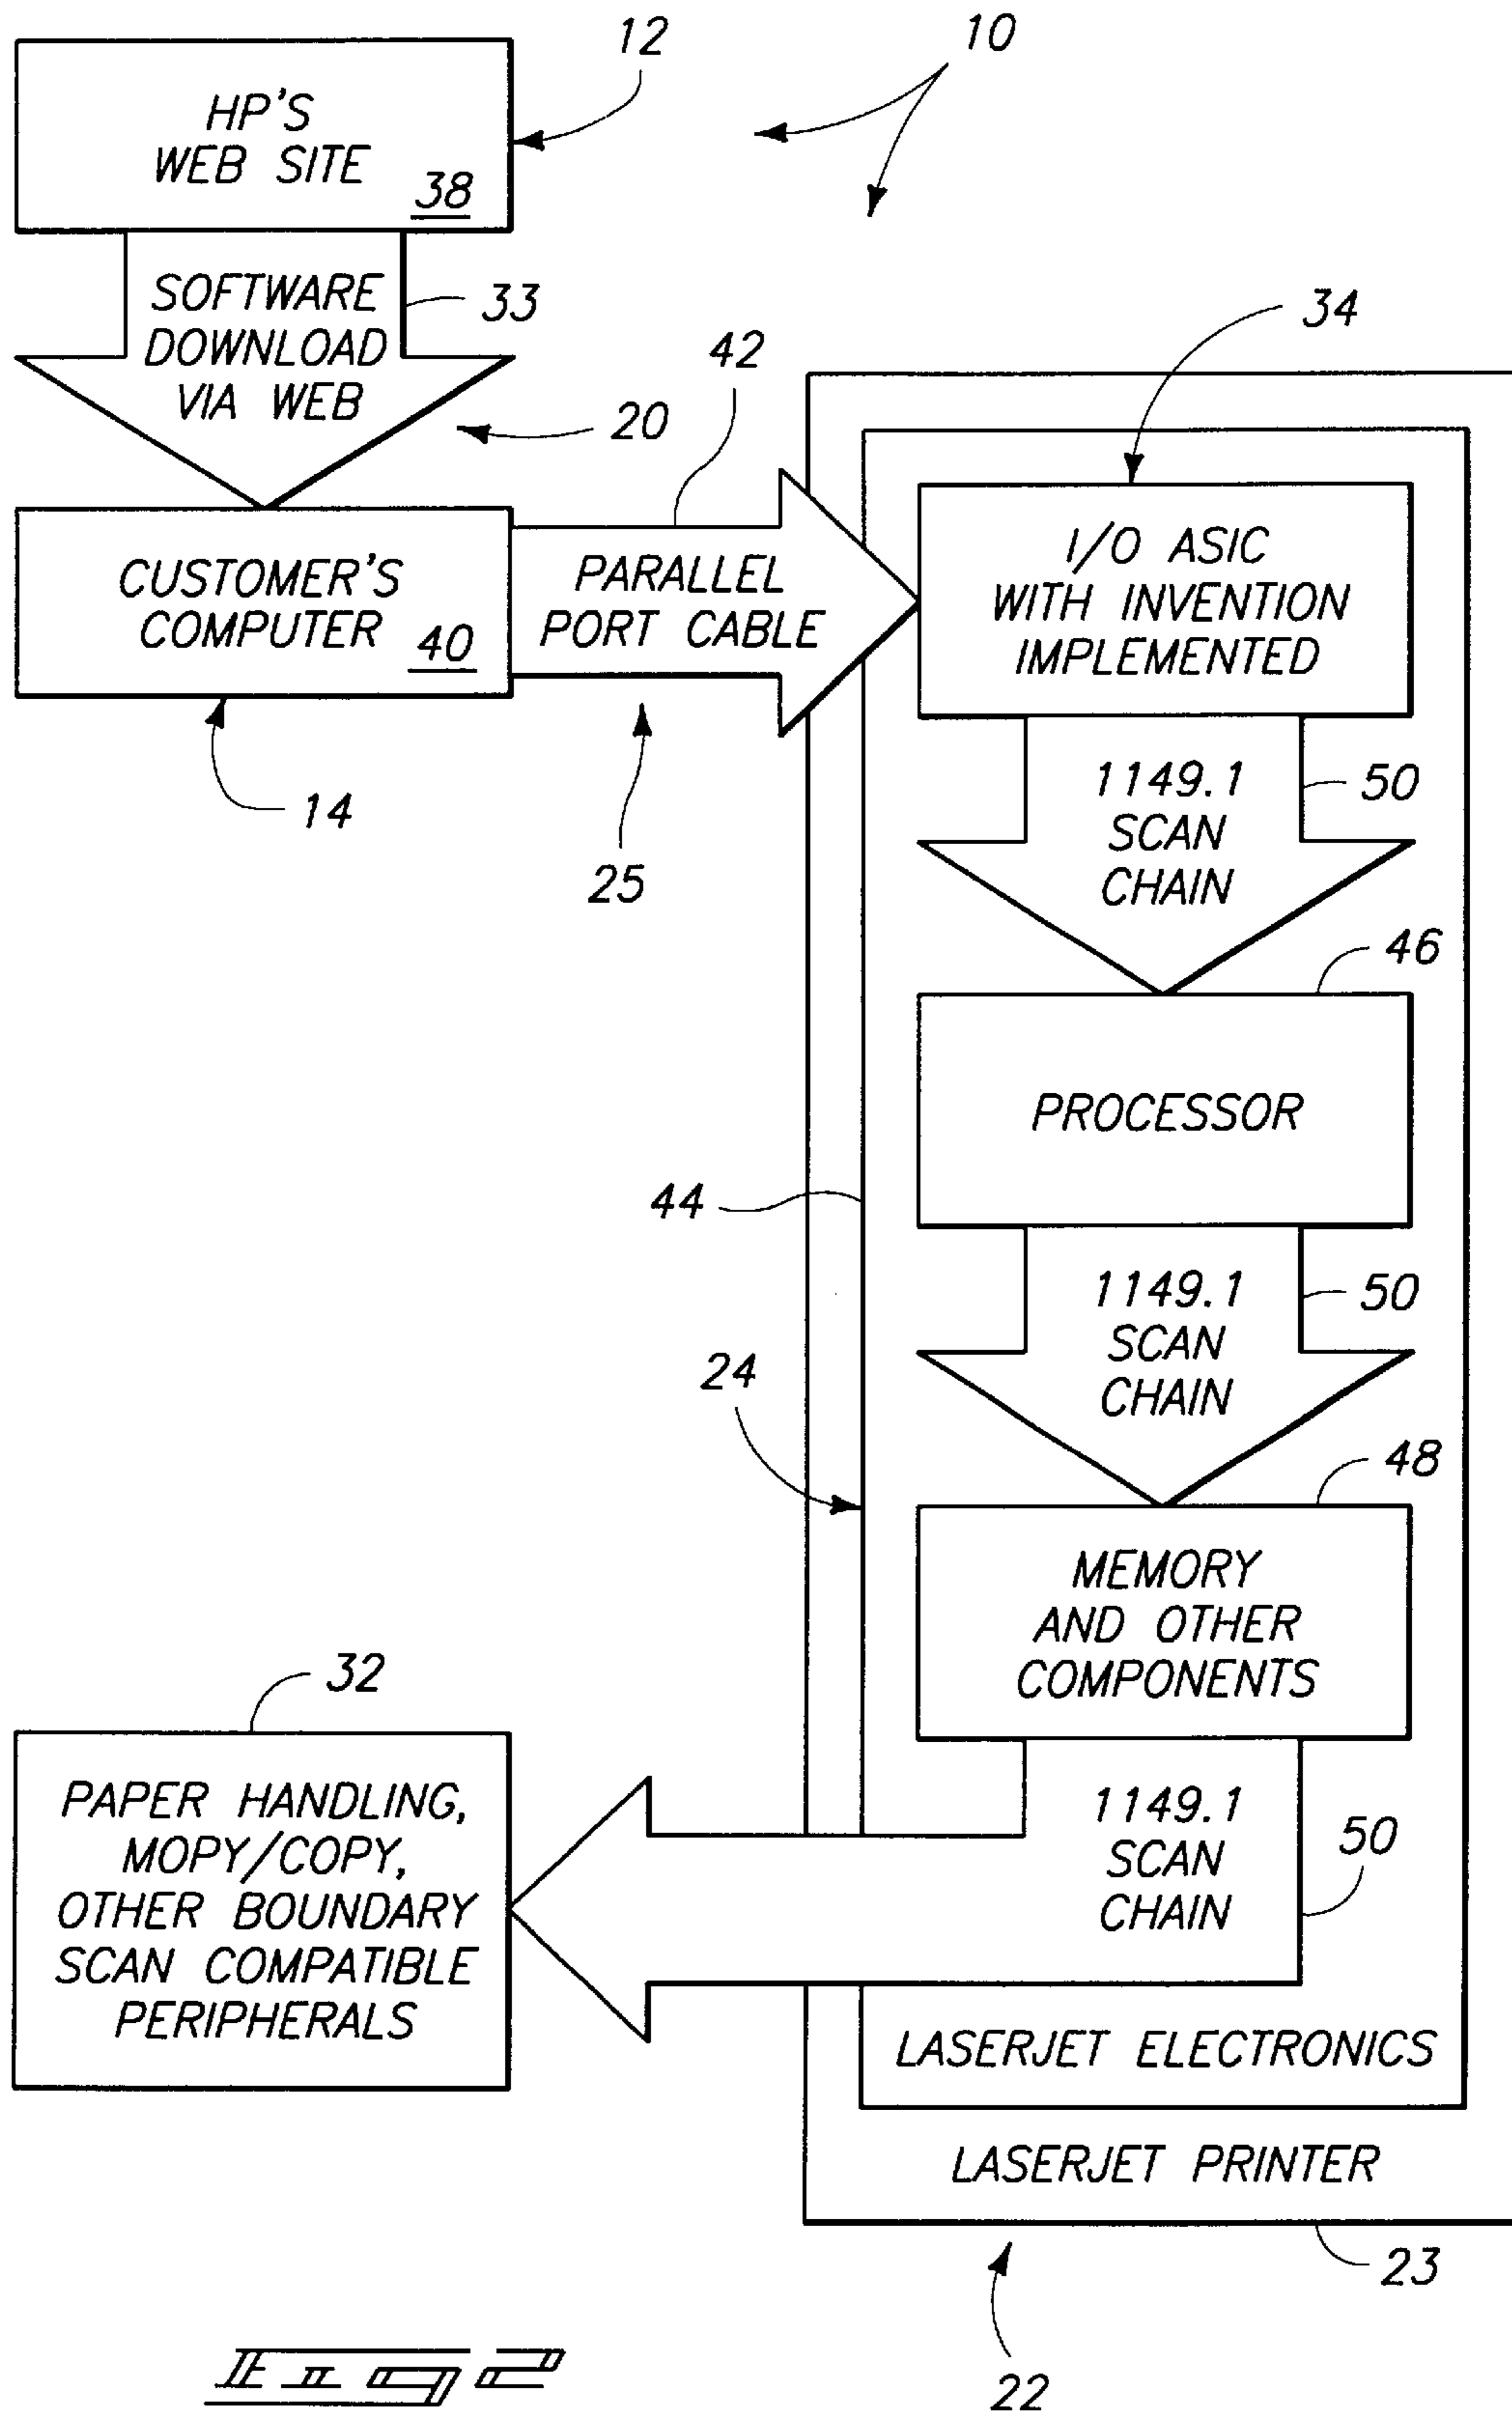 12
10
HP'S
WEB SITE
38
SOFTWARE
DOWNLOAD
VIA WEB
33
34
42
20
CUSTOMER'S
COMPUTER
40
PARALLEL
PORT CABLE
I/O ASIC
WITH INVENTION
IMPLEMENTED
14
25
1149.1
SCAN
CHAIN
50
46
PROCESSOR
44
1149.1
SCAN
CHAIN
50
24
48
MEMORY
AND OTHER
COMPONENTS
32
PAPER HANDLING,
MOPY/COPY,
OTHER BOUNDARY
SCAN COMPATIBLE
PERIPHERALS
1149.1
SCAN
CHAIN
50
LASERJET ELECTRONICS
LASERJET PRINTER
23
22
Fig 2